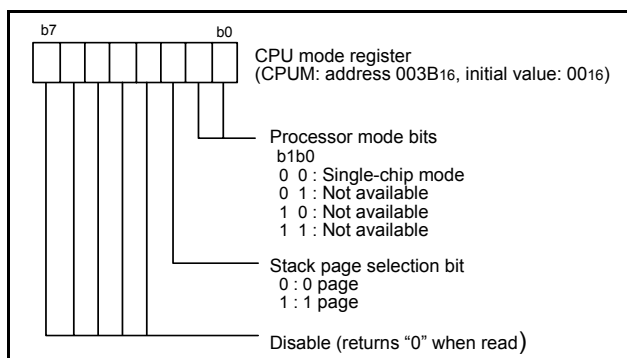 b7 b0
CPU mode register
(CPUM: address 003B16, initial value: 0016)
Processor mode bits
b1b0
0 0 : Single-chip mode
0 1 : Not available
1 0 : Not available
1 1 : Not available
Stack page selection bit
0 : 0 page
1 : 1 page
Disable (returns “0” when read)